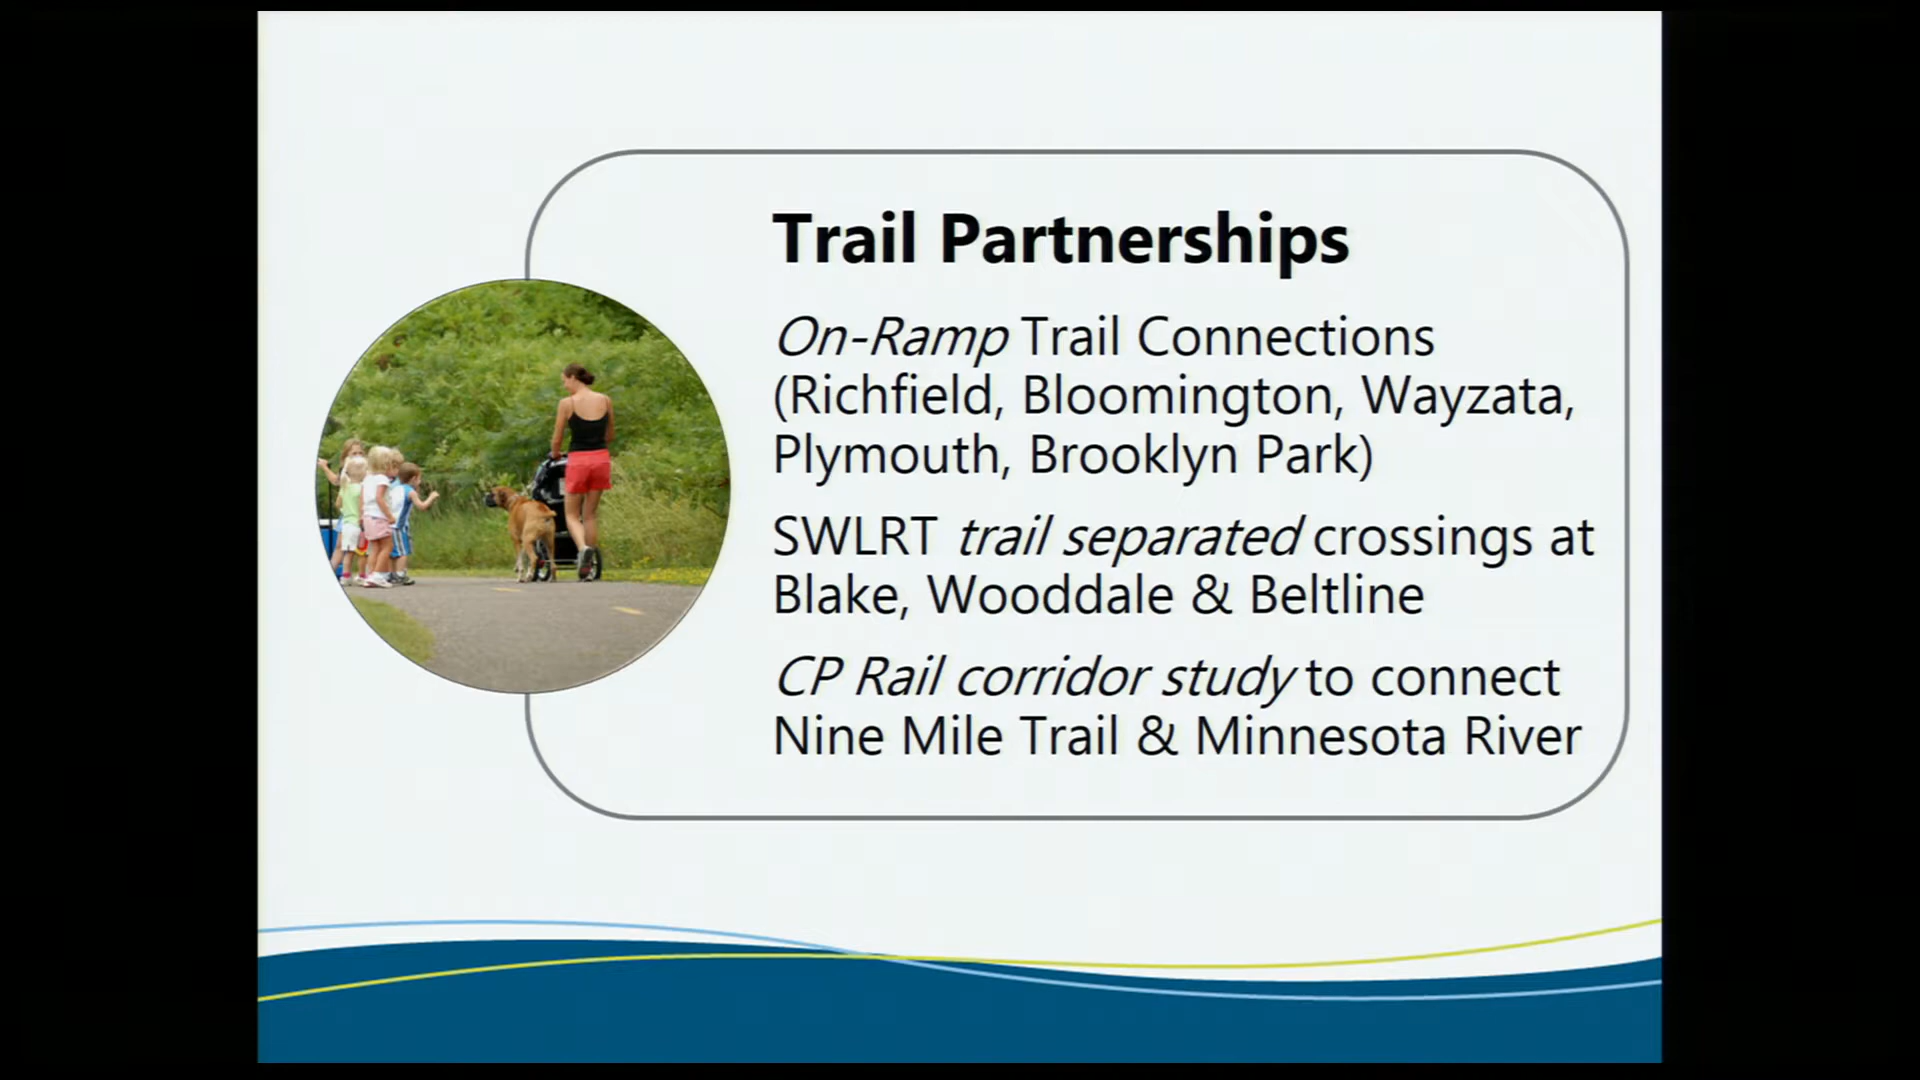 Trail Partnerships
On-Ramp Trail Connections
(Richfield, Bloomington, Wayzata,
Plymouth, Brooklyn Park)
SWLRT trail separated crossings at
Blake, Wooddale & Beltline
CP Rail corridor study to connect
Nine Mile Trail & Minnesota River